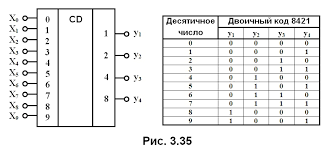 CD
X₀ 0
X₁ 1
X₂ 2
X₃ 3
X₄ 4
X₅ 5
X₆ 6
X₇ 7
X₈ 8
X₉ 9
1 y₁
2 y₂
4 y₃
8 y₄
Десятичное число Двоичный код 8421
y₁ y₂ y₃ y₄
0 0 0 0 0
1 0 0 0 1
2 0 0 1 0
3 0 0 1 1
4 0 1 0 0
5 0 1 0 1
6 0 1 1 0
7 0 1 1 1
8 1 0 0 0
9 1 0 0 1
Рис. 3.35